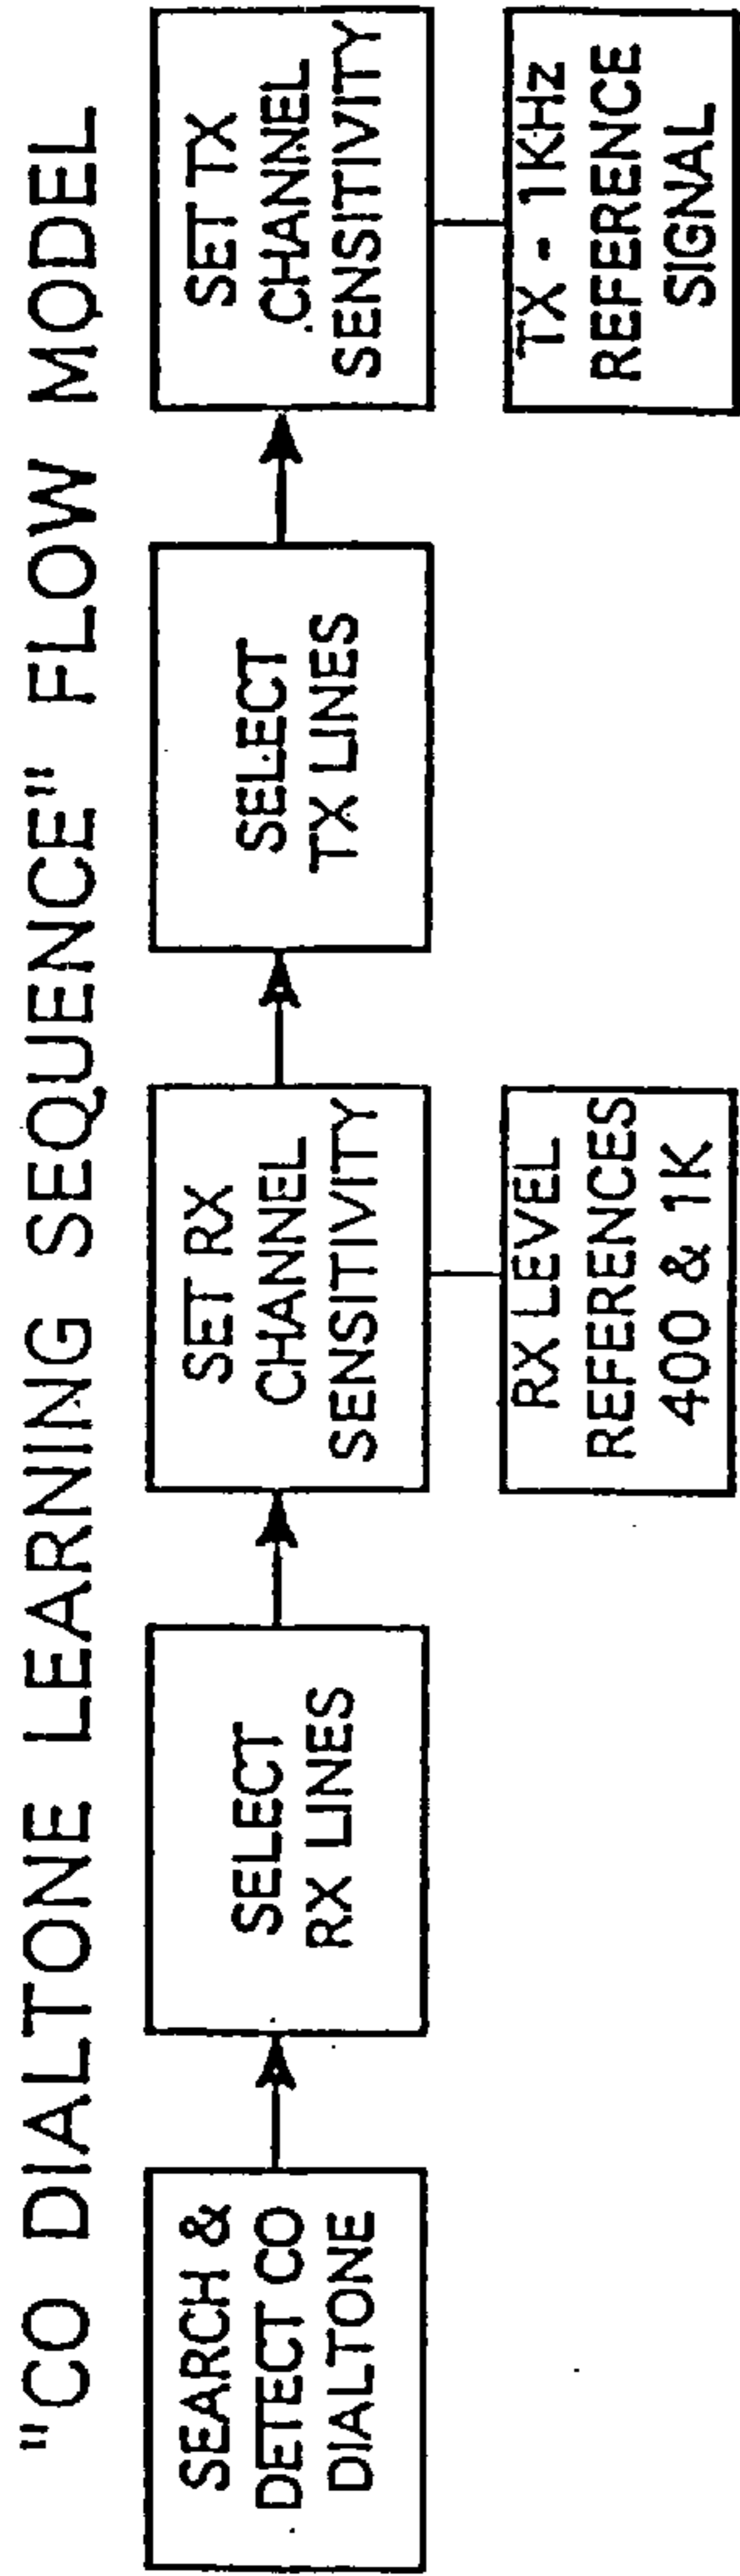 "CO DIALTONE LEARNING SEQUENCE" FLOW MODEL
SEARCH &
DETECT CO
DIALTONE
SELECT
RX LINES
SET RX
CHANNEL
SENSITIVITY
RX LEVEL
REFERENCES
400 & 1K
SELECT
TX LINES
SET TX
CHANNEL
SENSITIVITY
TX - 1KHz
REFERENCE
SIGNAL